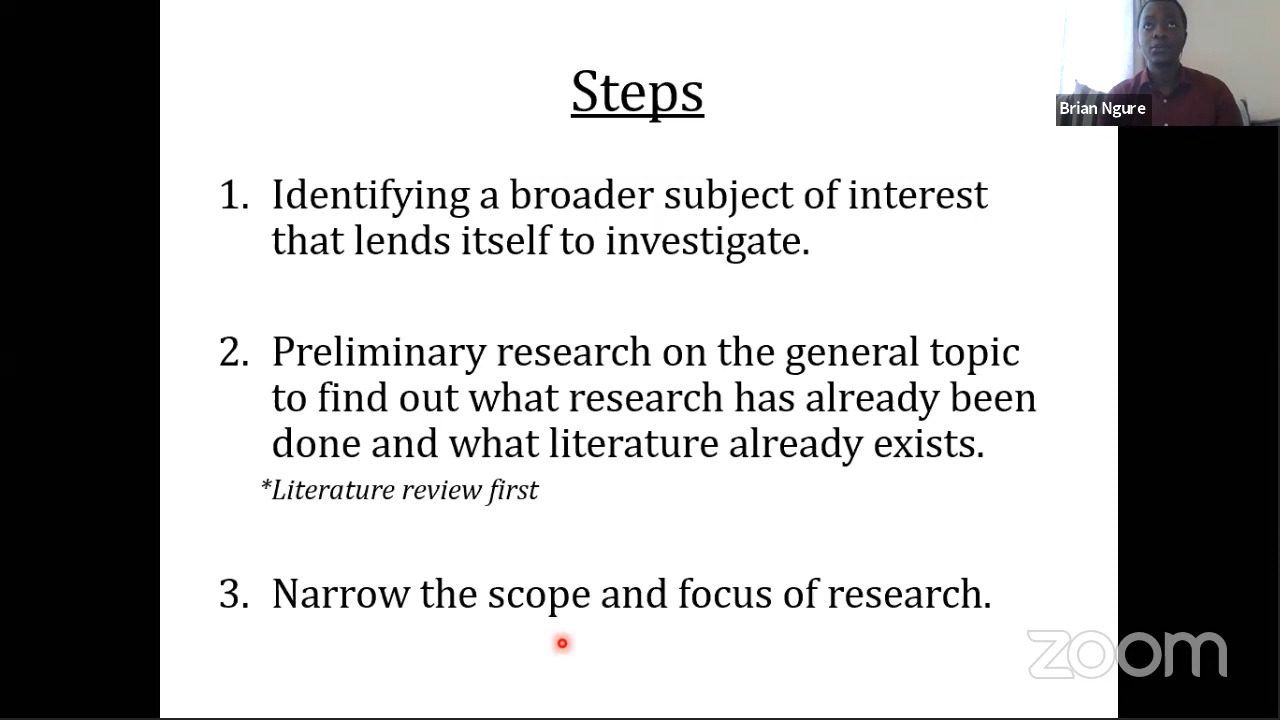 Steps
Brian Ngure
1. Identifying a broader subject of interest
that lends itself to investigate.
2. Preliminary research on the general topic
to find out what research has already been
done and what literature already exists.
*Literature review first
3. Narrow the scope and focus of research.
zoom